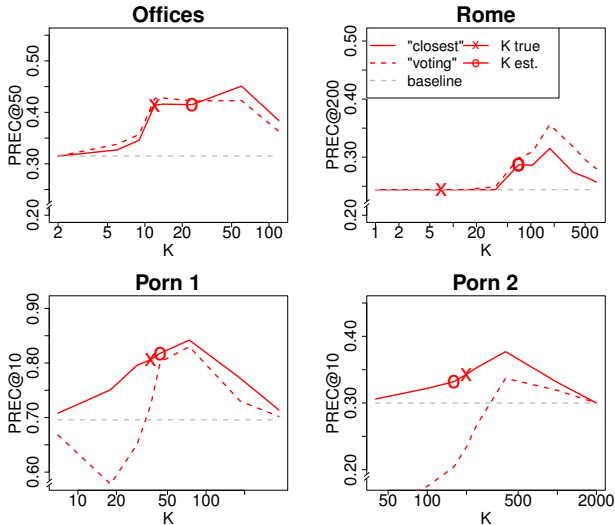 Offices
PREC@50
0.20 0.30 0.40 0.50
2 5 10 20 50 100
K
Rome
"closest" K true
"voting" K est.
baseline
PREC@200
0.20 0.30 0.40 0.50
1 2 5 20 50 500
K
Porn 1
PREC@10
0.60 0.70 0.80 0.90
10 20 50 100
K
Porn 2
PREC@10
0.20 0.30 0.40
50 100 500 2000
K